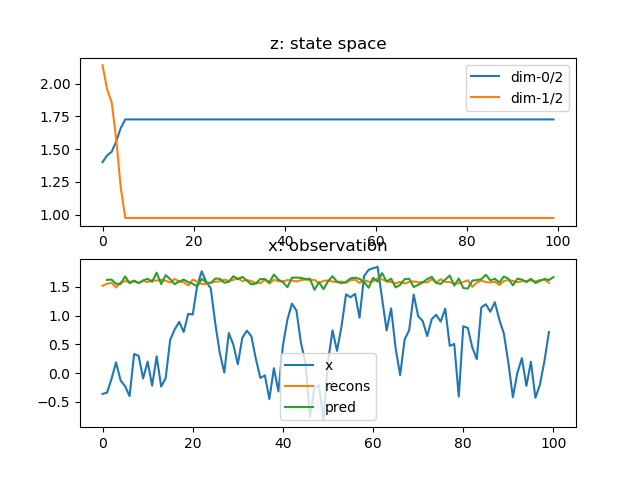 z: state space
2.00
1.75
1.50
1.25
1.00
dim-0/2
dim-1/2
0 20 40 60 80 100
x: observation
1.5
1.0
0.5
0.0
−0.5
x
recons
pred
0 20 40 60 80 100